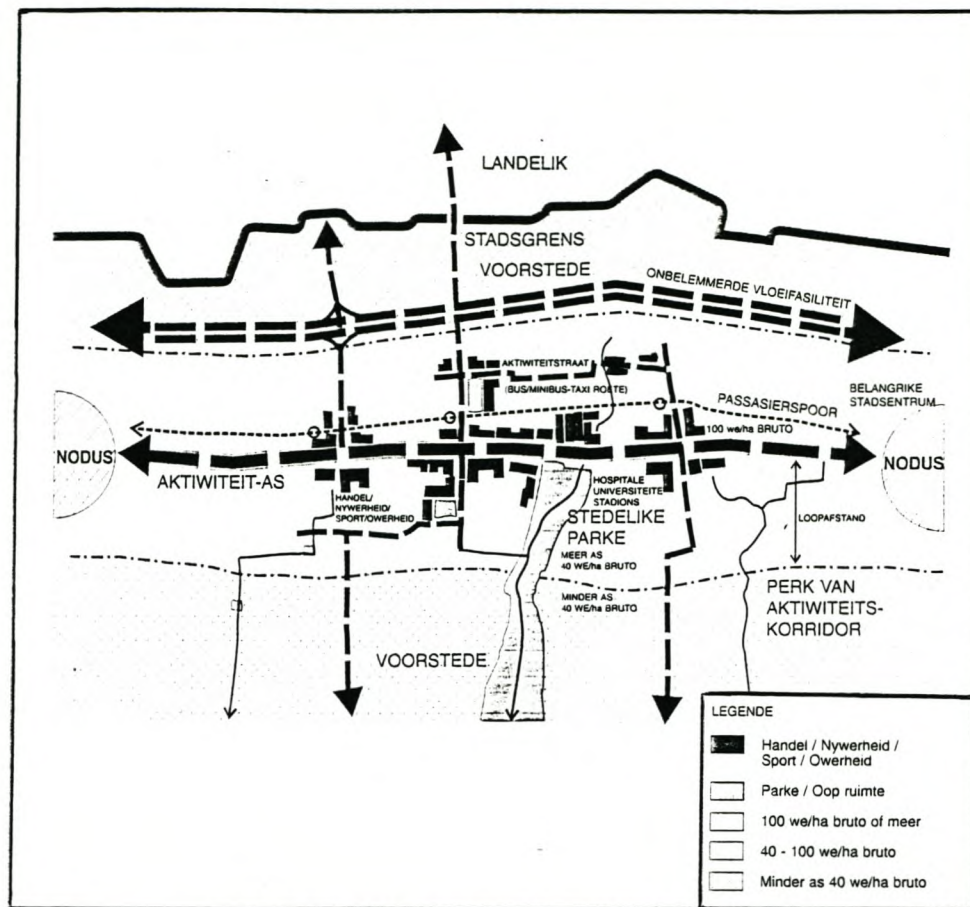 LANDELIK
STADSGRENS
VOORSTEDE
ONBELEMMERDE VLOEIFASILITEIT
AKTIWITEITSTRAAT
(BUS/MINIBUS-TAXI ROETE)
PASSASIERSPOOR
BELANGRIKE
STADSENTRUM
100 we/ha BRUTO
NODUS
NODUS
AKTIWITEIT-AS
HANDEL/
NYWERHEID/
SPORT/OWERHEID
HOSPITALE
UNIVERSITEITE
STADIONS
STEDELIKE
PARKE
LOOPAFSTAND
MEER AS
40 WE/ha BRUTO
MINDER AS
40 WE/ha BRUTO
PERK VAN
AKTIWITEITS-
KORRIDOR
VOORSTEDE
LEGENDE
Handel / Nywerheid /
Sport / Owerheid
Parke / Oop ruimte
100 we/ha bruto of meer
40 - 100 we/ha bruto
Minder as 40 we/ha bruto